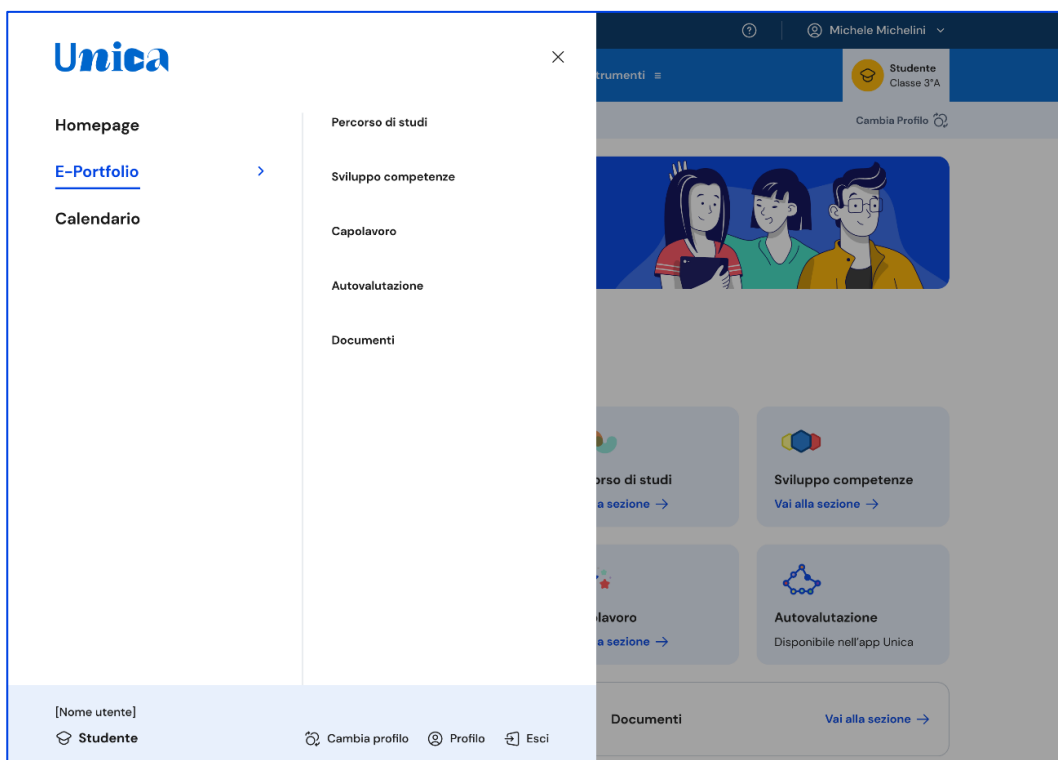 Unica
Homepage
E-Portfolio
Calendario
Percorso di studi
Sviluppo competenze
Capolavoro
Autovalutazione
Documenti
[Nome utente]
Studente
Cambia profilo
Profilo
Esci
Michele Michelini
trumenti
Studente
Classe 3°A
Cambia Profilo
orso di studi
a sezione
Sviluppo competenze
Vai alla sezione
lavoro
a sezione
Autovalutazione
Disponibile nell'app Unica
Documenti
Vai alla sezione